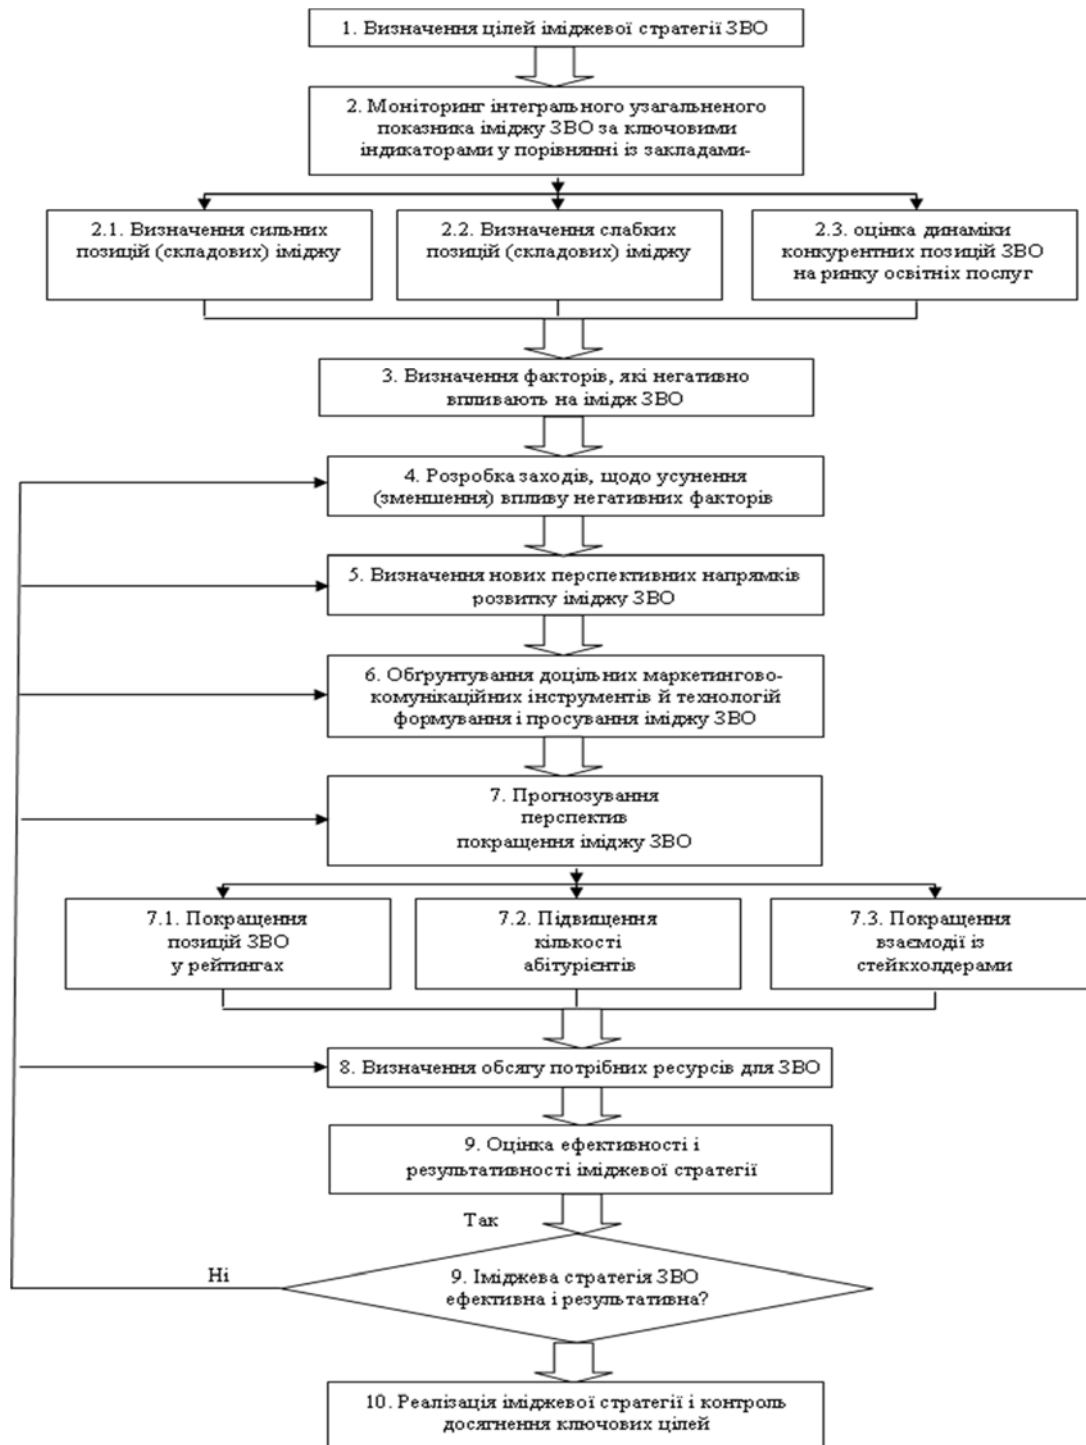 1. Визначення цілей іміджевої стратегії ЗВО
2. Моніторинг інтегрального узагальненого
показника іміджу ЗВО за ключовими
індикаторами у порівнянні із закладами-
2.1. Визначення сильних
позицій (складових) іміджу
2.2. Визначення слабких
позицій (складових) іміджу
2.3. оцінка динаміки
конкурентних позицій ЗВО
на ринку освітніх послуг
3. Визначення факторів, які негативно
впливають на імідж ЗВО
4. Розробка заходів, щодо усунення
(зменшення) впливу негативних факторів
5. Визначення нових перспективних напрямків
розвитку іміджу ЗВО
6. Обґрунтування доцільних маркетингово-
комунікаційних інструментів й технологій
формування і просування іміджу ЗВО
7. Прогнозування
перспектив
покращення іміджу ЗВО
7.1. Покращення
позицій ЗВО
у рейтингах
7.2. Підвищення
кількості
абітурієнтів
7.3. Покращення
взаємодії із
стейкхолдерами
8. Визначення обсягу потрібних ресурсів для ЗВО
9. Оцінка ефективності і
результативності іміджевої стратегії
Так
Ні
9. Іміджева стратегія ЗВО
ефективна і результативна?
10. Реалізація іміджевої стратегії і контроль
досягнення ключових цілей